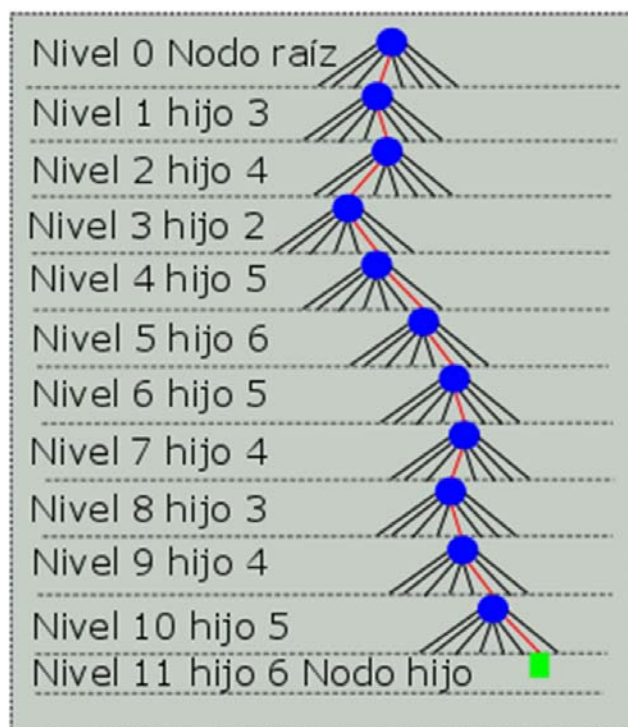 Nivel 0 Nodo raíz
Nivel 1 hijo 3
Nivel 2 hijo 4
Nivel 3 hijo 2
Nivel 4 hijo 5
Nivel 5 hijo 6
Nivel 6 hijo 5
Nivel 7 hijo 4
Nivel 8 hijo 3
Nivel 9 hijo 4
Nivel 10 hijo 5
Nivel 11 hijo 6 Nodo hijo